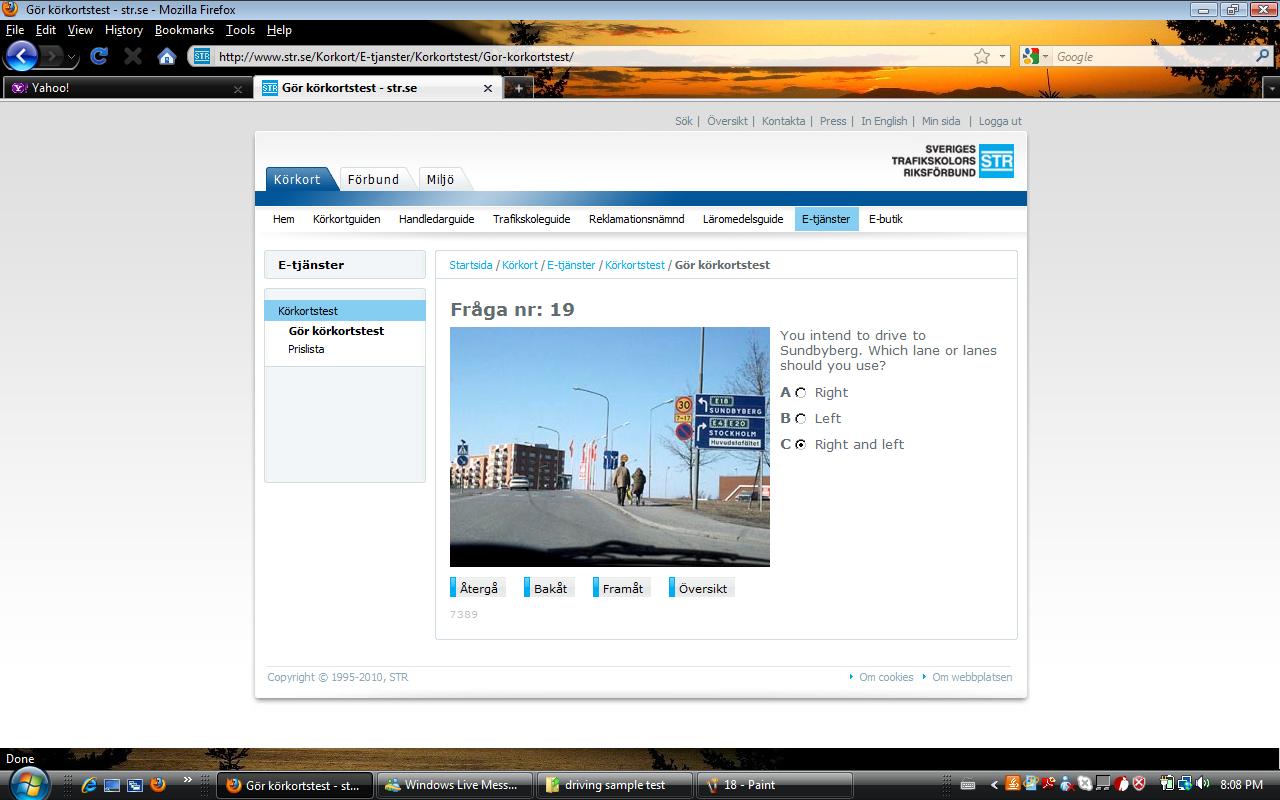 Gör körkortstest - str.se - Mozilla Firefox
File Edit View History Bookmarks Tools Help
http://www.str.se/Korkort/E-tjanster/Korkortstest/Gor-korkortstest/
Google
Yahoo!
Gör körkortstest - str.se
Sök | Översikt | Kontakta | Press | In English | Min sida | Logga ut
SVERIGES
TRAFIKSKOLORS
RIKSFÖRBUND
STR
Körkort Förbund Miljö
Hem Körkortguiden Handledarguide Trafikskoleguide Reklamationsnämnd Läromedelsguide E-tjänster E-butik
E-tjänster
Körkortstest
Gör körkortstest
Prislista
Startsida / Körkort / E-tjänster / Körkortstest / Gör körkortstest
Fråga nr: 19
You intend to drive to
Sundbyberg. Which lane or lanes
should you use?
A Right
B Left
C Right and left
30
7-17
E18
SUNDBYBERG
E4 E20
STOCKHOLM
Huvudstafältet
Återgå Bakåt Framåt Översikt
7389
Copyright © 1995-2010, STR
Om cookies Om webbplatsen
Done
Gör körkortstest - st...
Windows Live Mess...
driving sample test
18 - Paint
8:08 PM